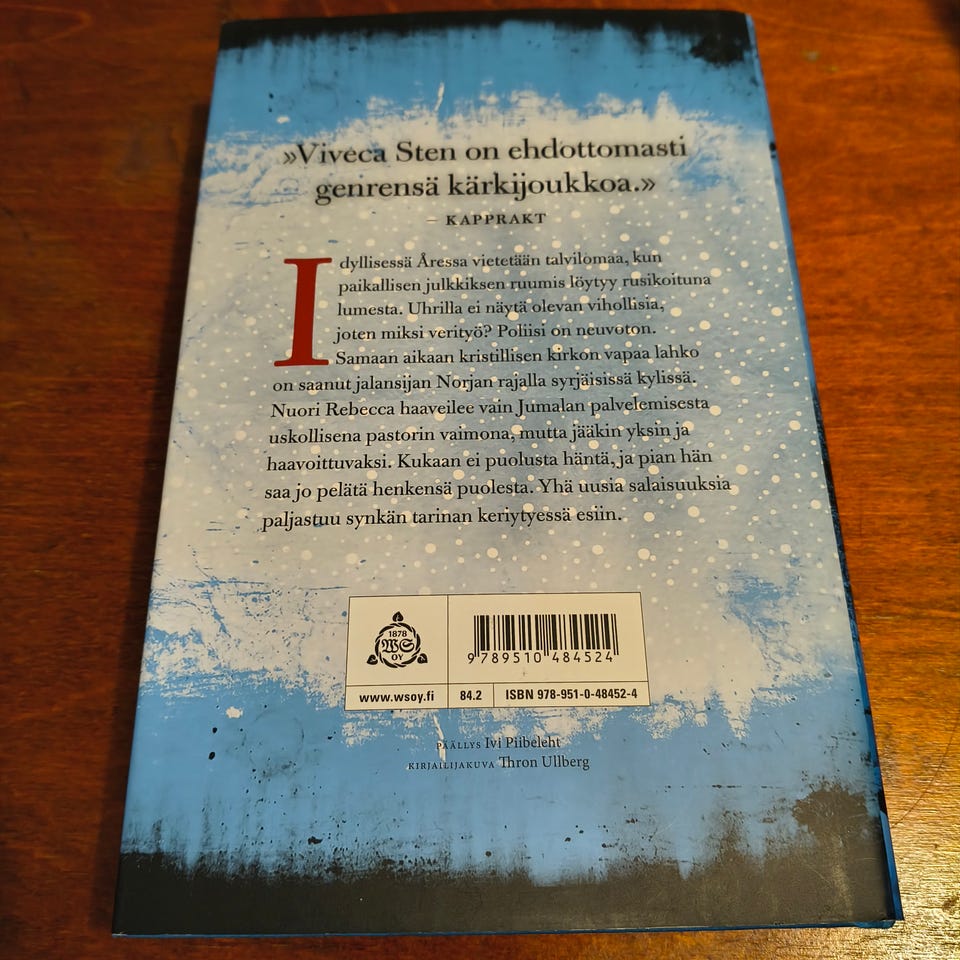 »Viveca Sten on ehdottomasti
genrensä kärkijoukkoa.»
– KAPPRAKT
Idyllisessä Åressa vietetään talvilomaa, kun
paikallisen julkkiksen ruumis löytyy rusikoituna
lumesta. Uhrilla ei näytä olevan vihollisia,
joten miksi verityö? Poliisi on neuvoton.
Samaan aikaan kristillisen kirkon vapaa lahko
on saanut jalansijan Norjan rajalla syrjäisissä kylissä.
Nuori Rebecca haaveilee vain Jumalan palvelemisesta
uskollisena pastorin vaimona, mutta jääkin yksin ja
haavoittuvaksi. Kukaan ei puolusta häntä, ja pian hän
saa jo pelätä henkensä puolesta. Yhä uusia salaisuuksia
paljastuu synkän tarinan keriytyessä esiin.
1878
WS
OY
9 789510 484524
www.wsoy.fi 84.2 ISBN 978-951-0-48452-4
PÄÄLLYS Ivi Piibeleht
KIRJAILIJAKUVA Thron Ullberg